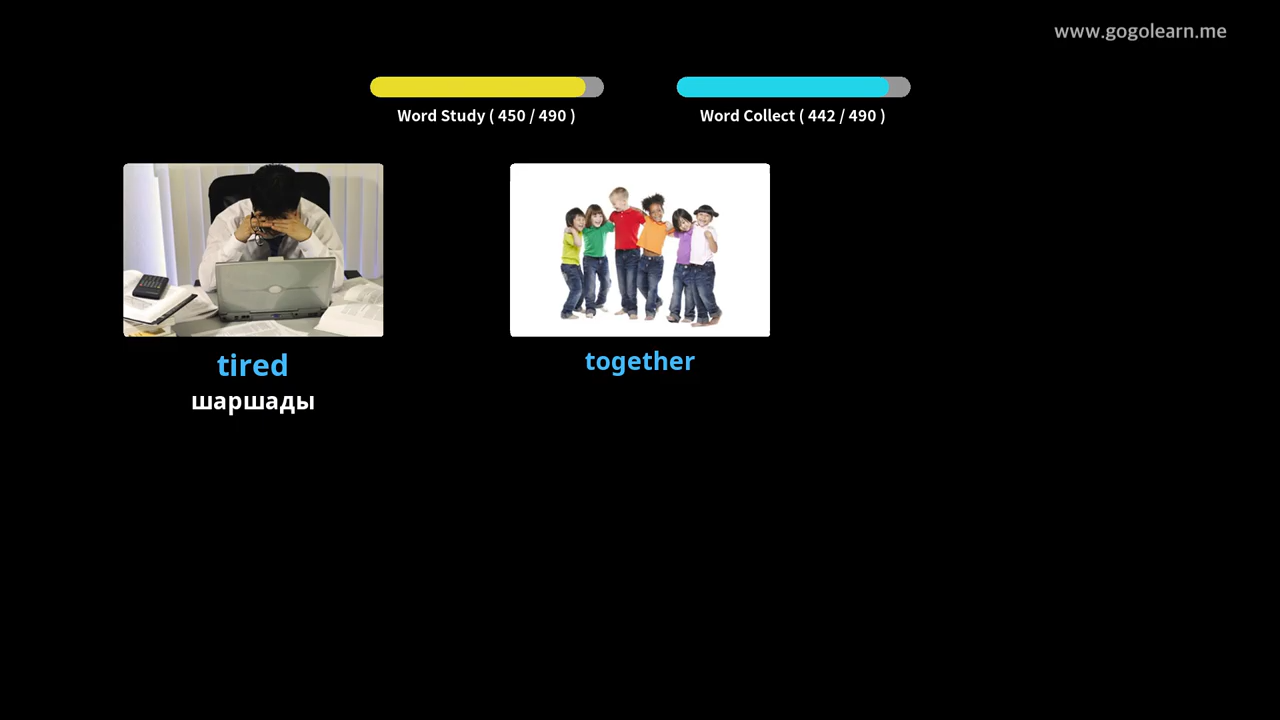 www.gogolearn.me
Word Study ( 450 / 490 )
Word Collect ( 442 / 490 )
tired
шаршады
together